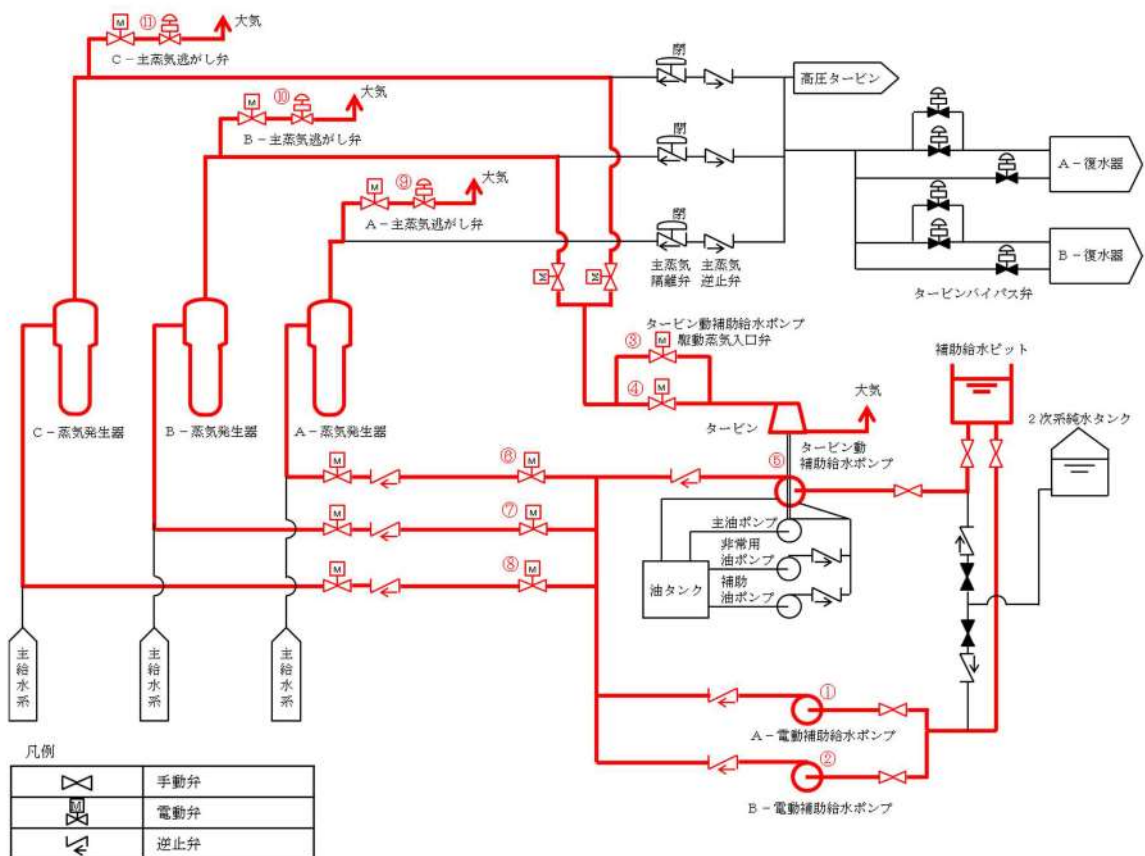 ⑪
M
大気
C－主蒸気逃がし弁
閉
高圧タービン
⑩
M
大気
B－主蒸気逃がし弁
閉
A－復水器
⑨
M
大気
A－主蒸気逃がし弁
閉
主蒸気
隔離弁
主蒸気
逆止弁
B－復水器
タービンバイパス弁
M
M
タービン動補助給水ポンプ
駆動蒸気入口弁
③
M
④
M
補助給水ピット
大気
タービン
2次系純水タンク
C－蒸気発生器
B－蒸気発生器
A－蒸気発生器
タービン動
補助給水ポンプ
⑤
M
⑥
M
M
⑦
M
M
⑧
M
主油ポンプ
非常用
油ポンプ
補助
油ポンプ
油タンク
主給水系
主給水系
主給水系
①
A－電動補助給水ポンプ
②
B－電動補助給水ポンプ
凡例
手動弁
M
電動弁
逆止弁